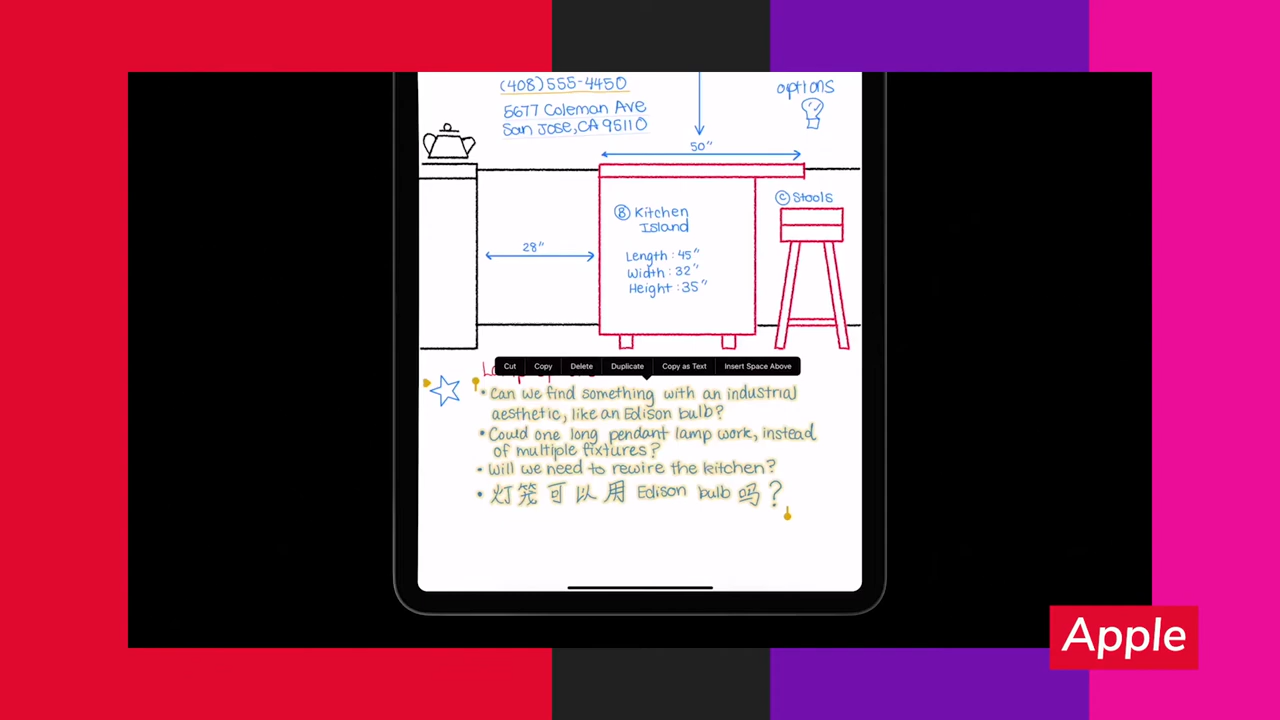 (408)555-4450
5677 Coleman Ave
San Jose, CA 95110
options
50"
Ⓒ Stools
Ⓑ Kitchen
Island
28"
Length: 45"
Width: 32"
Height: 35"
Cut Copy Delete Duplicate Copy as Text Insert Space Above
• Can we find something with an industrial
aesthetic, like an Edison bulb?
• Could one long pendant lamp work, instead
of multiple fixtures?
• Will we need to rewire the kitchen?
• 灯笼可以用 Edison bulb 吗?
Apple